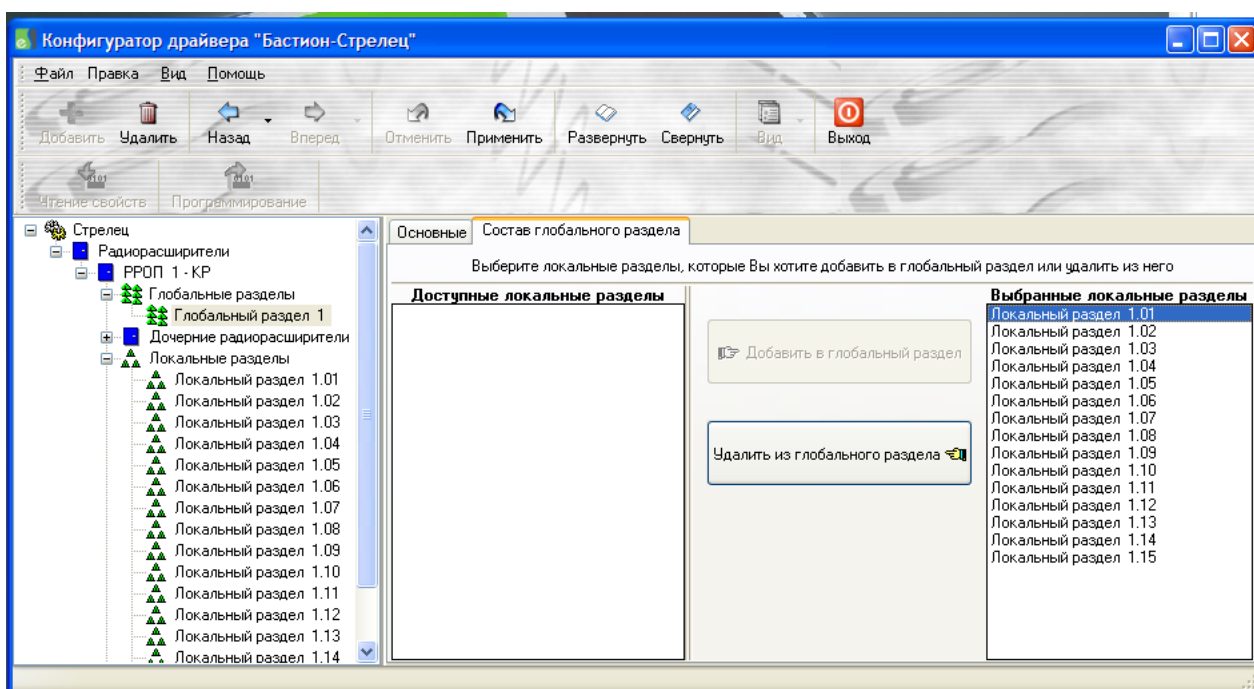 Конфигуратор драйвера "Бастион-Стрелец"
Файл Правка Вид Помощь
Добавить Удалить Назад Вперед Отменить Применить Развернуть Свернуть Вид Выход
Чтение свойств Программирование
Стрелец
Радиорасширители
РРОП 1 - КР
Глобальные разделы
Глобальный раздел 1
Дочерние радиорасширители
Локальные разделы
Локальный раздел 1.01
Локальный раздел 1.02
Локальный раздел 1.03
Локальный раздел 1.04
Локальный раздел 1.05
Локальный раздел 1.06
Локальный раздел 1.07
Локальный раздел 1.08
Локальный раздел 1.09
Локальный раздел 1.10
Локальный раздел 1.11
Локальный раздел 1.12
Локальный раздел 1.13
Локальный раздел 1.14
Основные Состав глобального раздела
Выберите локальные разделы, которые Вы хотите добавить в глобальный раздел или удалить из него
Доступные локальные разделы
Добавить в глобальный раздел
Удалить из глобального раздела
Выбранные локальные разделы
Локальный раздел 1.01
Локальный раздел 1.02
Локальный раздел 1.03
Локальный раздел 1.04
Локальный раздел 1.05
Локальный раздел 1.06
Локальный раздел 1.07
Локальный раздел 1.08
Локальный раздел 1.09
Локальный раздел 1.10
Локальный раздел 1.11
Локальный раздел 1.12
Локальный раздел 1.13
Локальный раздел 1.14
Локальный раздел 1.15